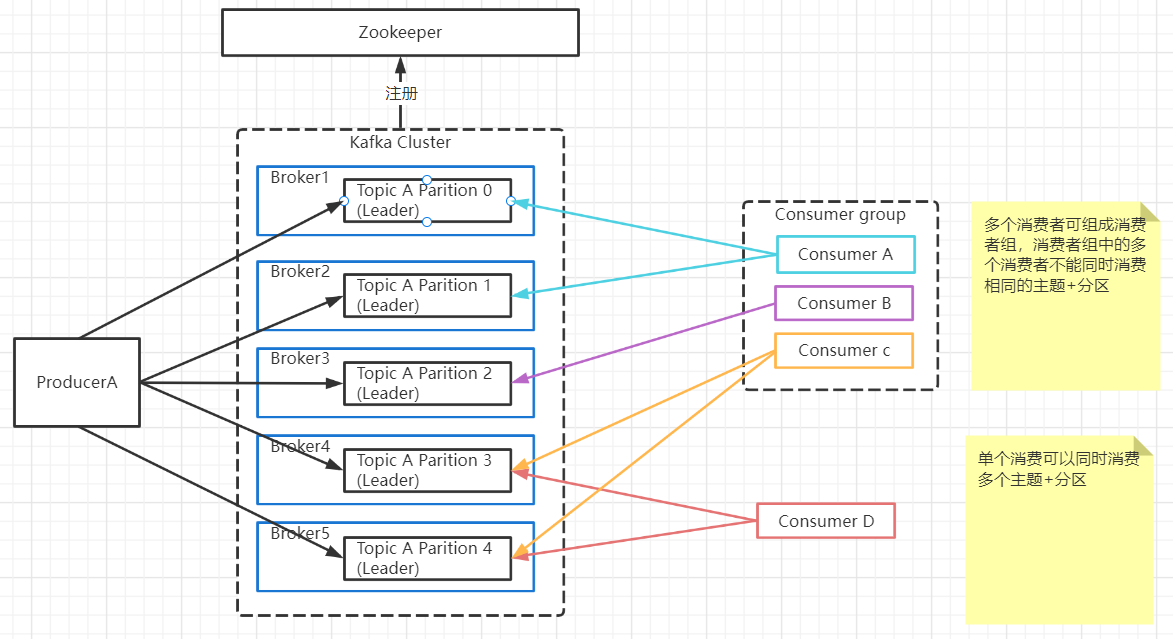 Zookeeper
注册
Kafka Cluster
Broker1
Topic A Parition 0
(Leader)
Broker2
Topic A Parition 1
(Leader)
Broker3
Topic A Parition 2
(Leader)
Broker4
Topic A Parition 3
(Leader)
Broker5
Topic A Parition 4
(Leader)
ProducerA
Consumer group
Consumer A
Consumer B
Consumer c
Consumer D
多个消费者可组成消费
者组，消费者组中的多
个消费者不能同时消费
相同的主题+分区
单个消费可以同时消费
多个主题+分区